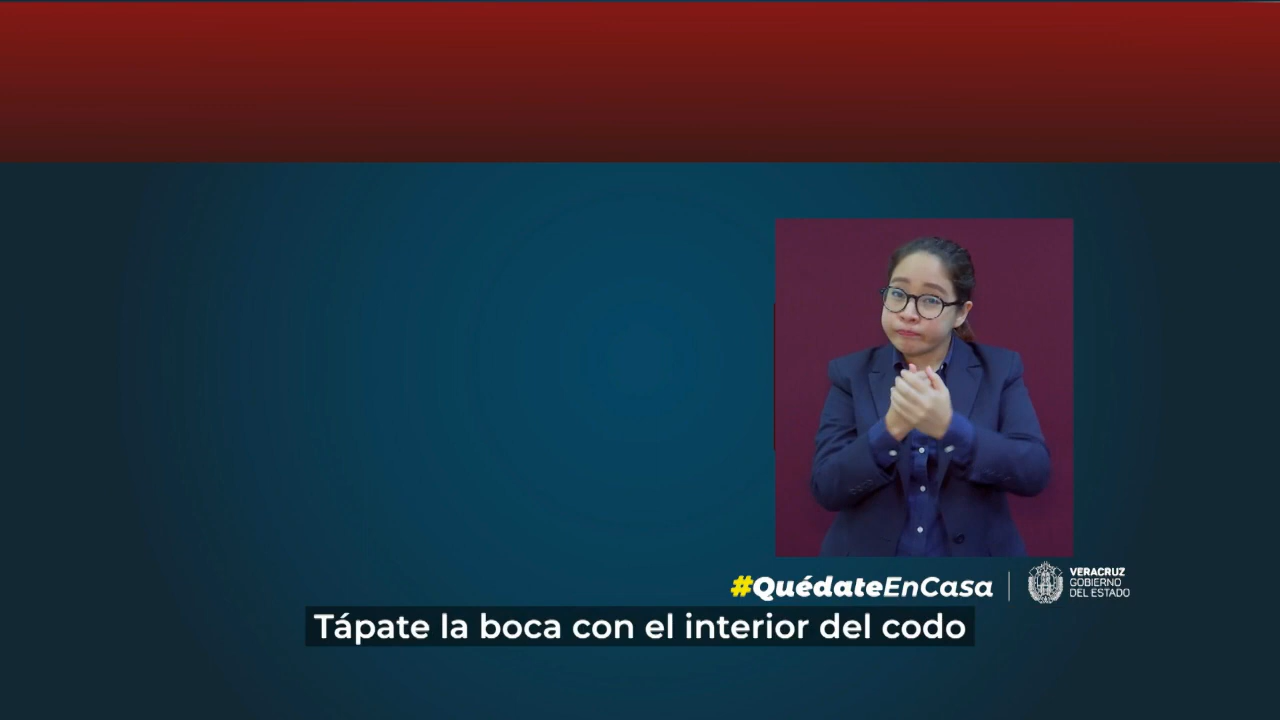 #QuédateEnCasa
VERACRUZ
GOBIERNO
DEL ESTADO
Tápate la boca con el interior del codo